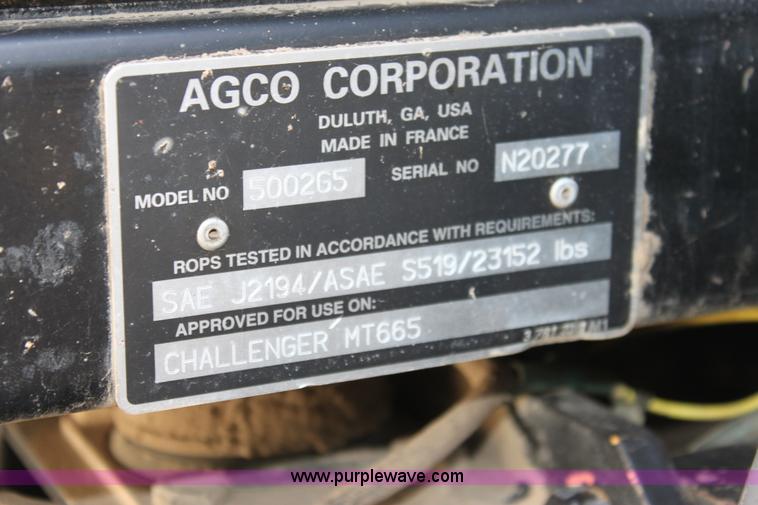 AGCO CORPORATION
DULUTH, GA, USA
MADE IN FRANCE
MODEL NO 5002G5 SERIAL NO N20277
ROPS TESTED IN ACCORDANCE WITH REQUIREMENTS:
SAE J2194/ASAE S519/23152 lbs
APPROVED FOR USE ON:
CHALLENGER MT665
www.purplewave.com